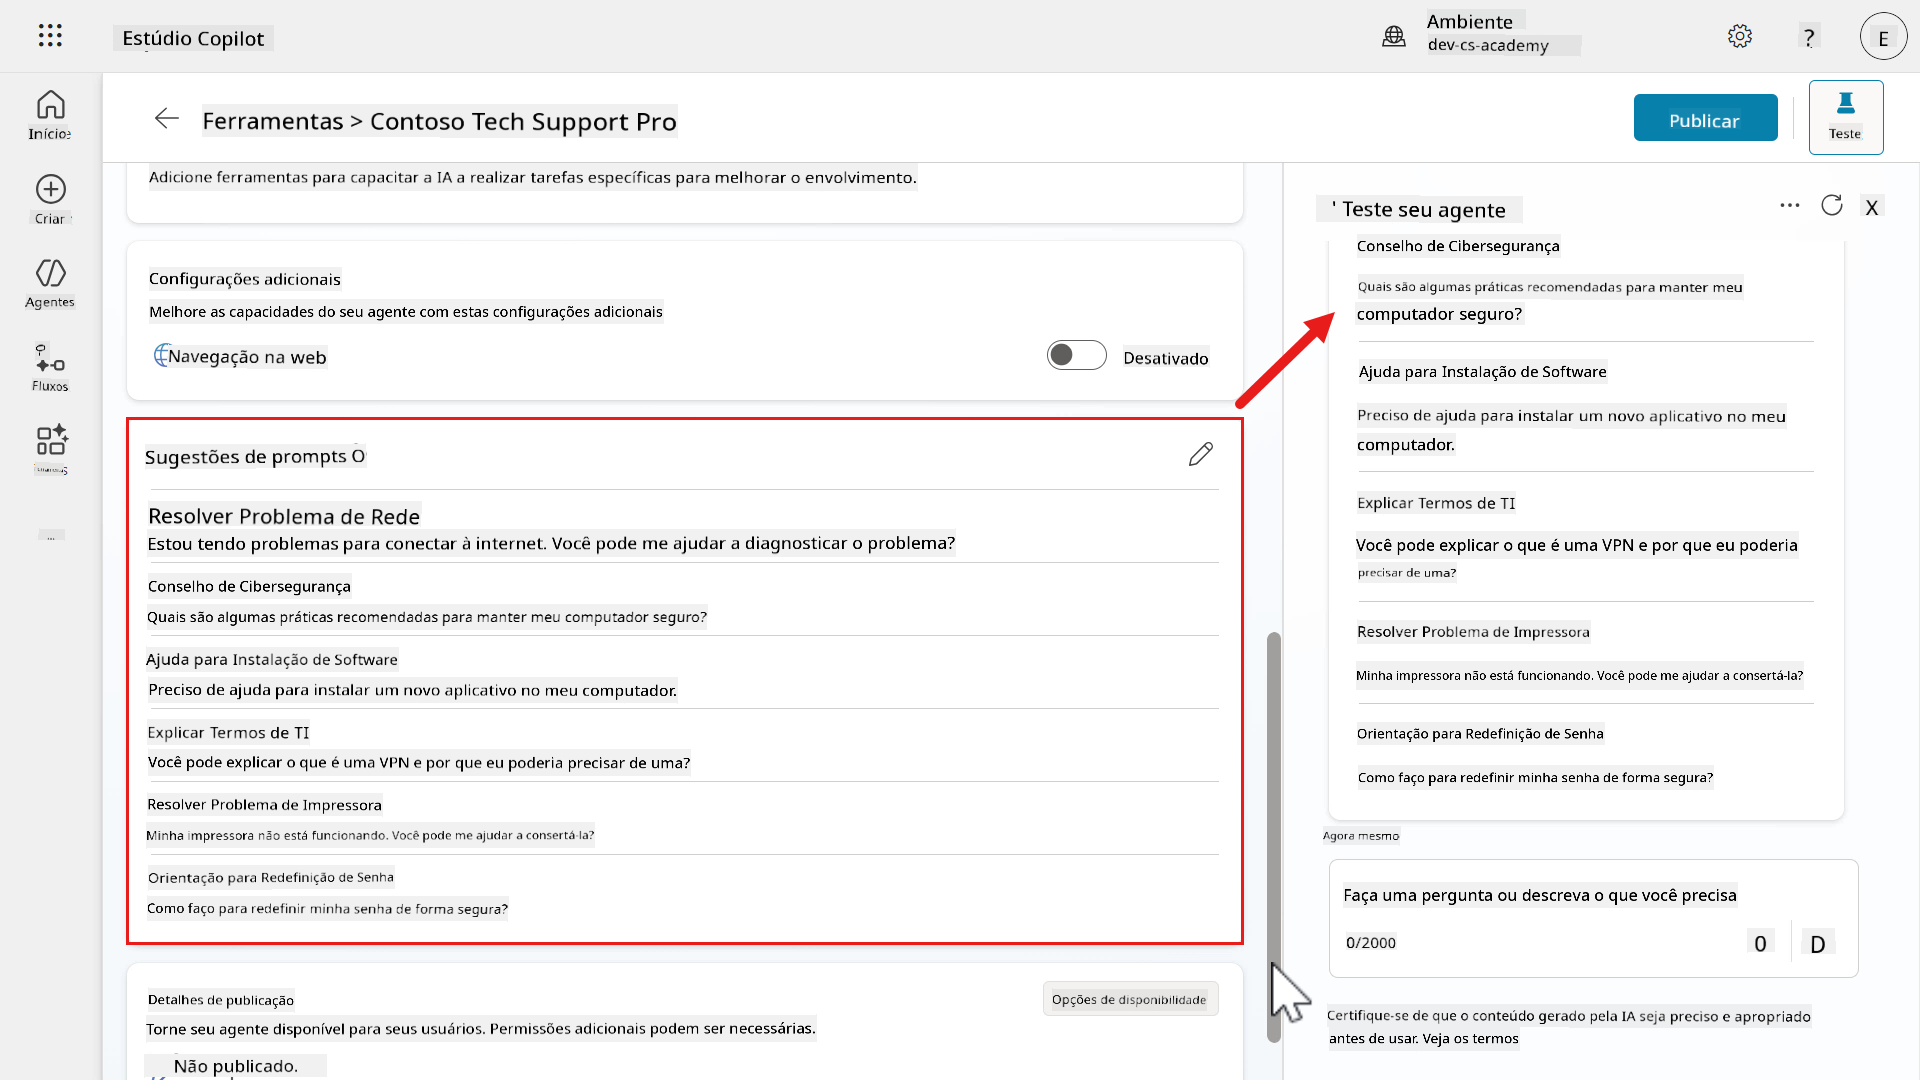 Estúdio Copilot
Ambiente
dev-cs-academy
?
E
Início
Criar
Agentes
Fluxos
Ferramentas > Contoso Tech Support Pro
Publicar
Teste
Adicione ferramentas para capacitar a IA a realizar tarefas específicas para melhorar o envolvimento.
Configurações adicionais
Melhore as capacidades do seu agente com estas configurações adicionais
Navegação na web
Desativado
Sugestões de prompts O
Resolver Problema de Rede
Estou tendo problemas para conectar à internet. Você pode me ajudar a diagnosticar o problema?
Conselho de Cibersegurança
Quais são algumas práticas recomendadas para manter meu computador seguro?
Ajuda para Instalação de Software
Preciso de ajuda para instalar um novo aplicativo no meu computador.
Explicar Termos de TI
Você pode explicar o que é uma VPN e por que eu poderia precisar de uma?
Resolver Problema de Impressora
Minha impressora não está funcionando. Você pode me ajudar a consertá-la?
Orientação para Redefinição de Senha
Como faço para redefinir minha senha de forma segura?
Detalhes de publicação
Opções de disponibilidade
Torne seu agente disponível para seus usuários. Permissões adicionais podem ser necessárias.
Não publicado.
' Teste seu agente
... X
Conselho de Cibersegurança
Quais são algumas práticas recomendadas para manter meu
computador seguro?
Ajuda para Instalação de Software
Preciso de ajuda para instalar um novo aplicativo no meu
computador.
Explicar Termos de TI
Você pode explicar o que é uma VPN e por que eu poderia
precisar de uma?
Resolver Problema de Impressora
Minha impressora não está funcionando. Você pode me ajudar a consertá-la?
Orientação para Redefinição de Senha
Como faço para redefinir minha senha de forma segura?
Agora mesmo
Faça uma pergunta ou descreva o que você precisa
0/2000
0 D
Certifique-se de que o conteúdo gerado pela IA seja preciso e apropriado
antes de usar. Veja os termos